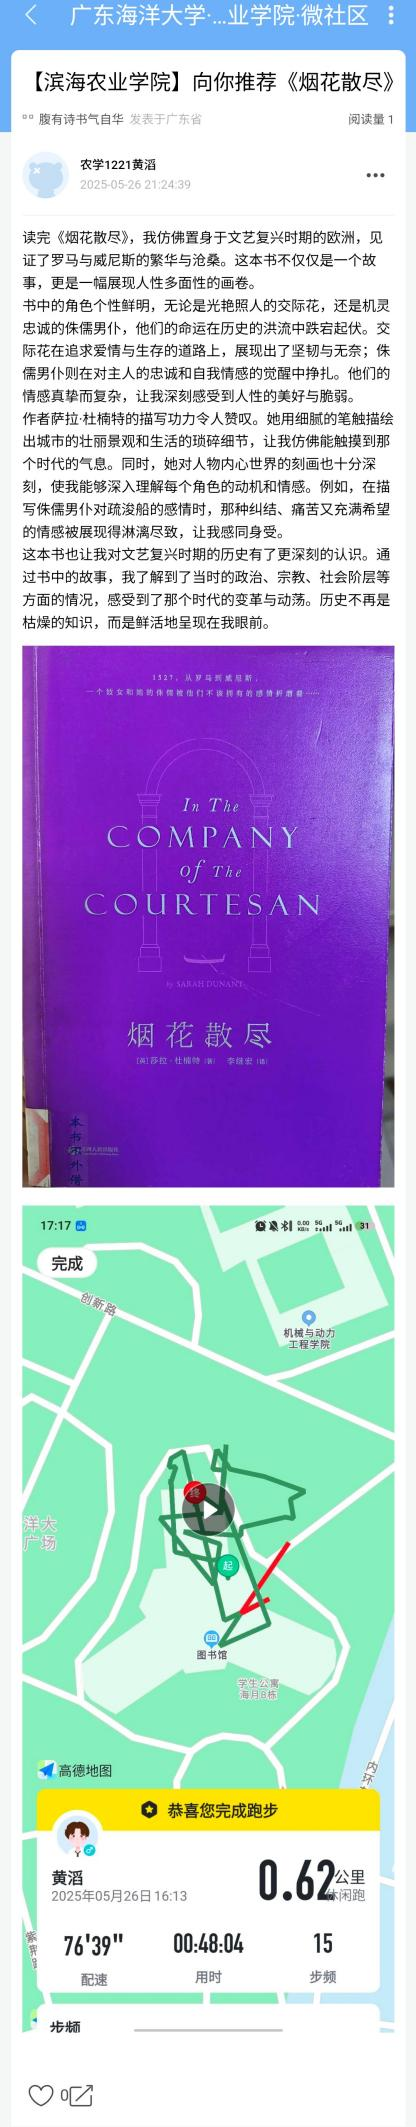 广东海洋大学·...业学院·微社区
【滨海农业学院】向你推荐《烟花散尽》
腹有诗书气自华 发表于广东省 阅读量 1
农学1221黄滔
2025-05-26 21:24:39
读完《烟花散尽》，我仿佛置身于文艺复兴时期的欧洲，见
证了罗马与威尼斯的繁华与沧桑。这本书不仅仅是一个故
事，更是一幅展现人性多面性的画卷。
书中的角色个性鲜明，无论是光艳照人的交际花，还是机灵
忠诚的侏儒男仆，他们的命运在历史的洪流中跌宕起伏。交
际花在追求爱情与生存的道路上，展现出了坚韧与无奈；侏
儒男仆则在对主人的忠诚和自我情感的觉醒中挣扎。他们的
情感真挚而复杂，让我深刻感受到人性的美好与脆弱。
作者萨拉·杜楠特的描写功力令人赞叹。她用细腻的笔触描绘
出城市的壮丽景观和生活的琐碎细节，让我仿佛能触摸到那
个时代的气息。同时，她对人物内心世界的刻画也十分深
刻，使我能够深入理解每个角色的动机和情感。例如，在描
写侏儒男仆对疏浚船的感情时，那种纠结、痛苦又充满希望
的情感被展现得淋漓尽致，让我感同身受。
这本书也让我对文艺复兴时期的历史有了更深刻的认识。通
过书中的故事，我了解到了当时的政治、宗教、社会阶层等
方面的情况，感受到了那个时代的变革与动荡。历史不再是
枯燥的知识，而是鲜活地呈现在我眼前。
1527，从罗马到威尼斯，
一个妓女和她的侏儒被他们不该拥有的感情折磨着……
In The
COMPANY
of The
COURTESAN
by SARAH DUNANT
烟花散尽
[英]莎拉·杜楠特 [著] 李继宏 [译]
本书不外借
17:17 0.00 KB/s 5G 5G 31
完成
创新路
机械与动力
工程学院
洋大
广场
终
起
图书馆
学生公寓
海月8栋
高德地图
内环
紫荆路
恭喜您完成跑步
黄滔 0.62公里
2025年05月26日 16:13 休闲跑
76'39" 00:48:04 15
配速 用时 步频
步频
0